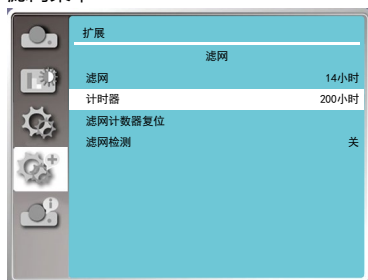 扩展
滤网
滤网 14小时
计时器 200小时
滤网计数器复位
滤网检测 关